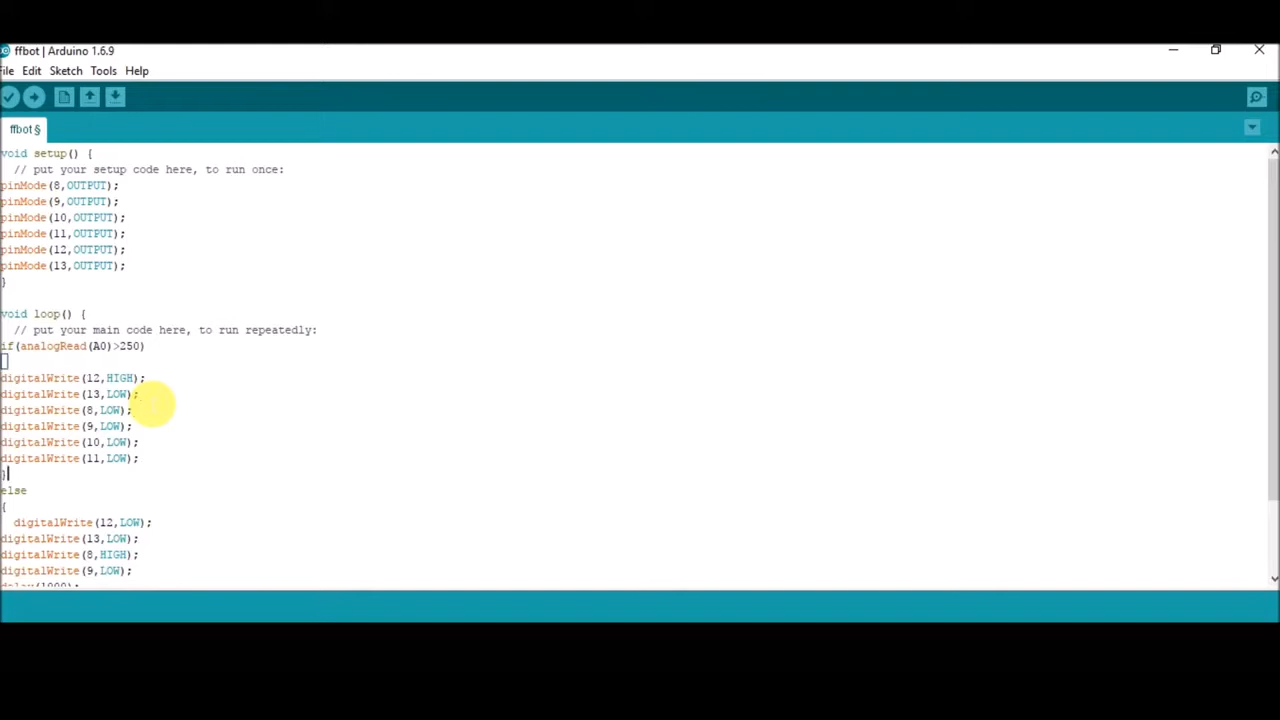 ffbot | Arduino 1.6.9
File Edit Sketch Tools Help
ffbot §
void setup() {
// put your setup code here, to run once:
pinMode(8,OUTPUT);
pinMode(9,OUTPUT);
pinMode(10,OUTPUT);
pinMode(11,OUTPUT);
pinMode(12,OUTPUT);
pinMode(13,OUTPUT);
}
void loop() {
// put your main code here, to run repeatedly:
if(analogRead(A0)>250)
digitalWrite(12,HIGH);
digitalWrite(13,LOW);
digitalWrite(8,LOW);
digitalWrite(9,LOW);
digitalWrite(10,LOW);
digitalWrite(11,LOW);
}
else
{
digitalWrite(12,LOW);
digitalWrite(13,LOW);
digitalWrite(8,HIGH);
digitalWrite(9,LOW);
delay(1000);